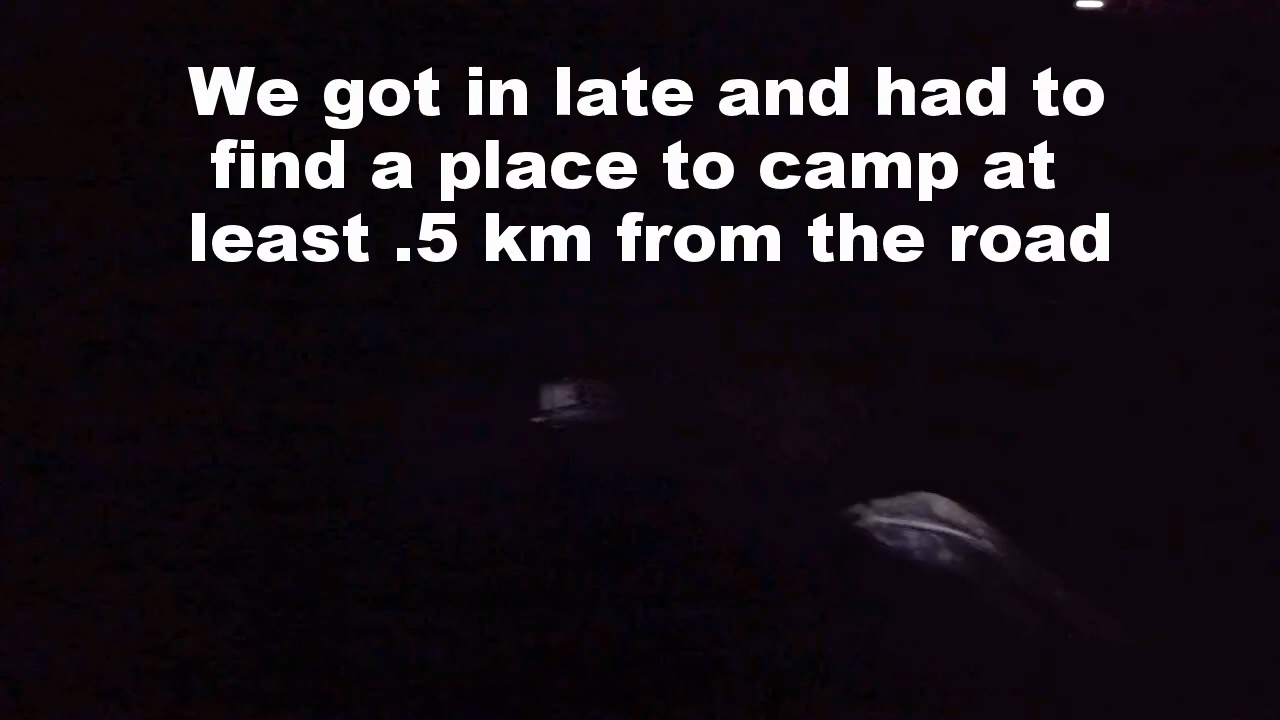 We got in late and had to
find a place to camp at
least .5 km from the road